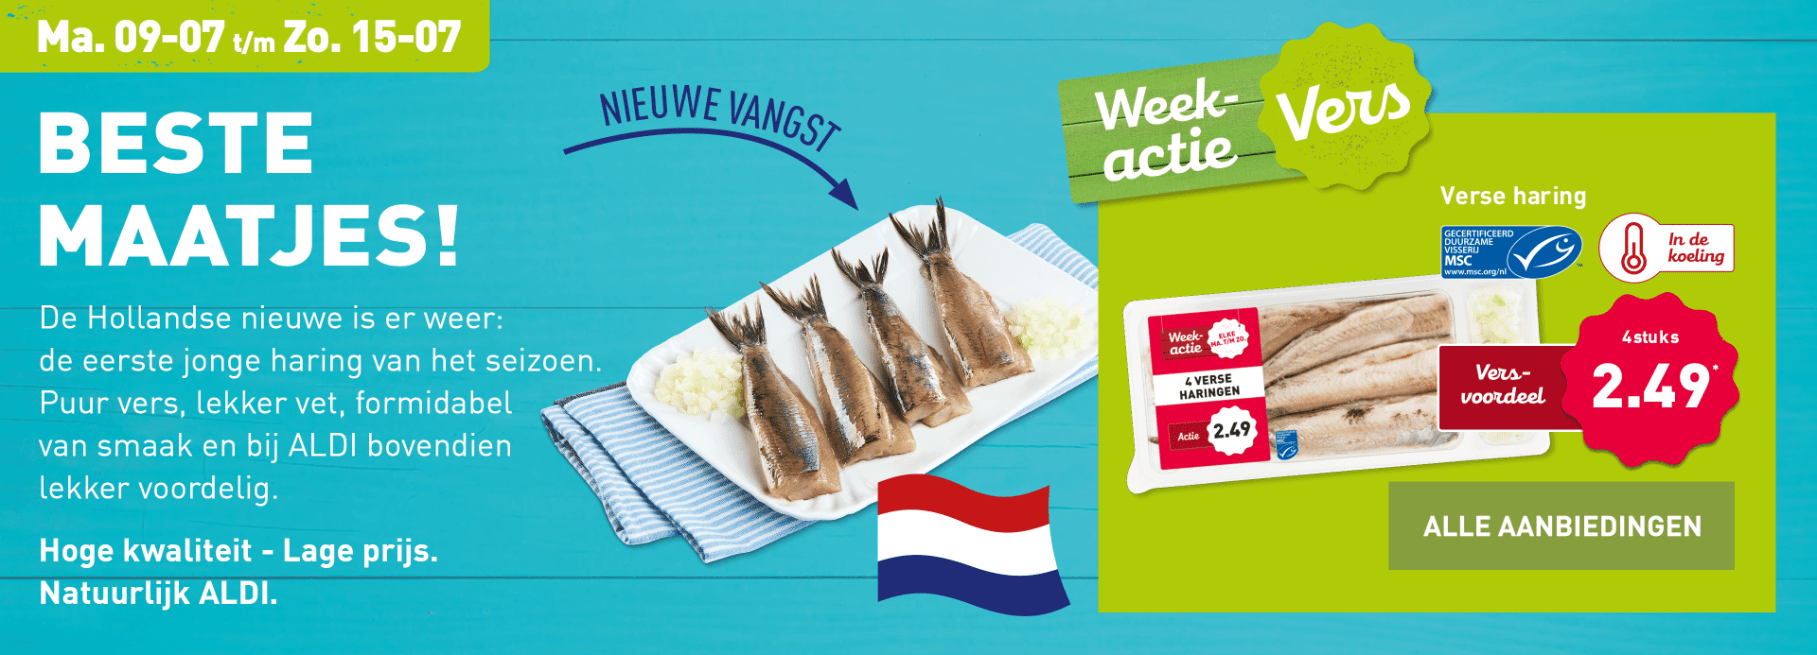 Ma. 09-07 t/m Zo. 15-07
BESTE
MAATJES!
De Hollandse nieuwe is er weer:
de eerste jonge haring van het seizoen.
Puur vers, lekker vet, formidabel
van smaak en bij ALDI bovendien
lekker voordelig.
Hoge kwaliteit - Lage prijs.
Natuurlijk ALDI.
NIEUWE VANGST
Week-
actie
Vers
Verse haring
GECERTIFICEERD
DUURZAME
VISSERIJ
MSC
www.msc.org/nl
TM
In de
koeling
Week-
actie
ELKE
MA. T/M ZO.
4 VERSE
HARINGEN
Actie 2.49
4 stuks
Vers-
voordeel
2.49*
ALLE AANBIEDINGEN